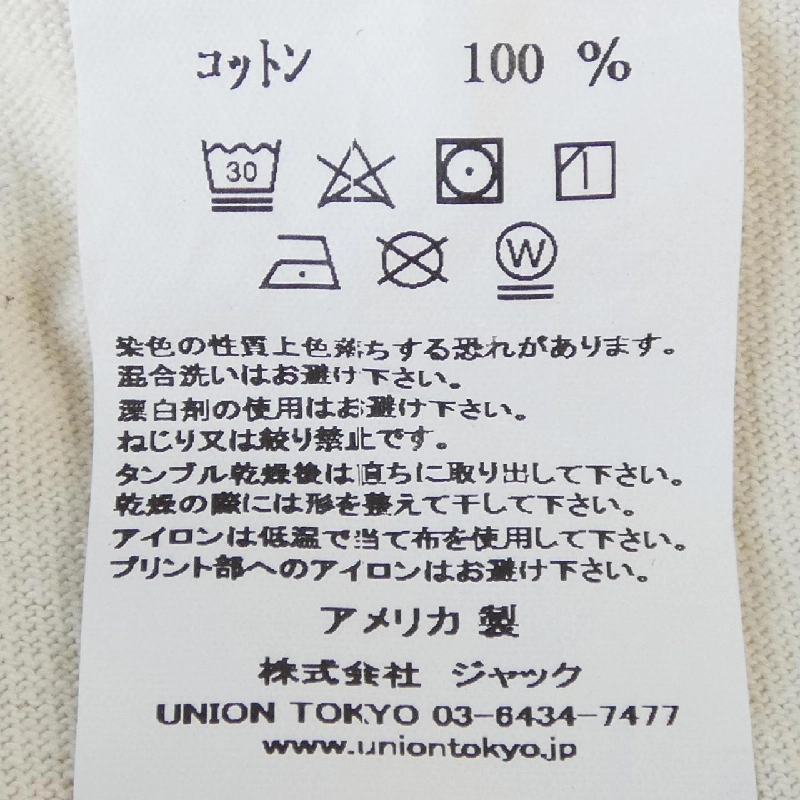 コットン 100 %
30
W
染色の性質上色落ちする恐れがあります。
混合洗いはお避け下さい。
漂白剤の使用はお避け下さい。
ねじり又は絞り禁止です。
タンブル乾燥後は直ちに取り出して下さい。
乾燥の際には形を整えて干して下さい。
アイロンは低温で当て布を使用して下さい。
プリント部へのアイロンはお避け下さい。
アメリカ 製
株式会社 ジャック
UNION TOKYO 03-6434-7477
www.uniontokyo.jp